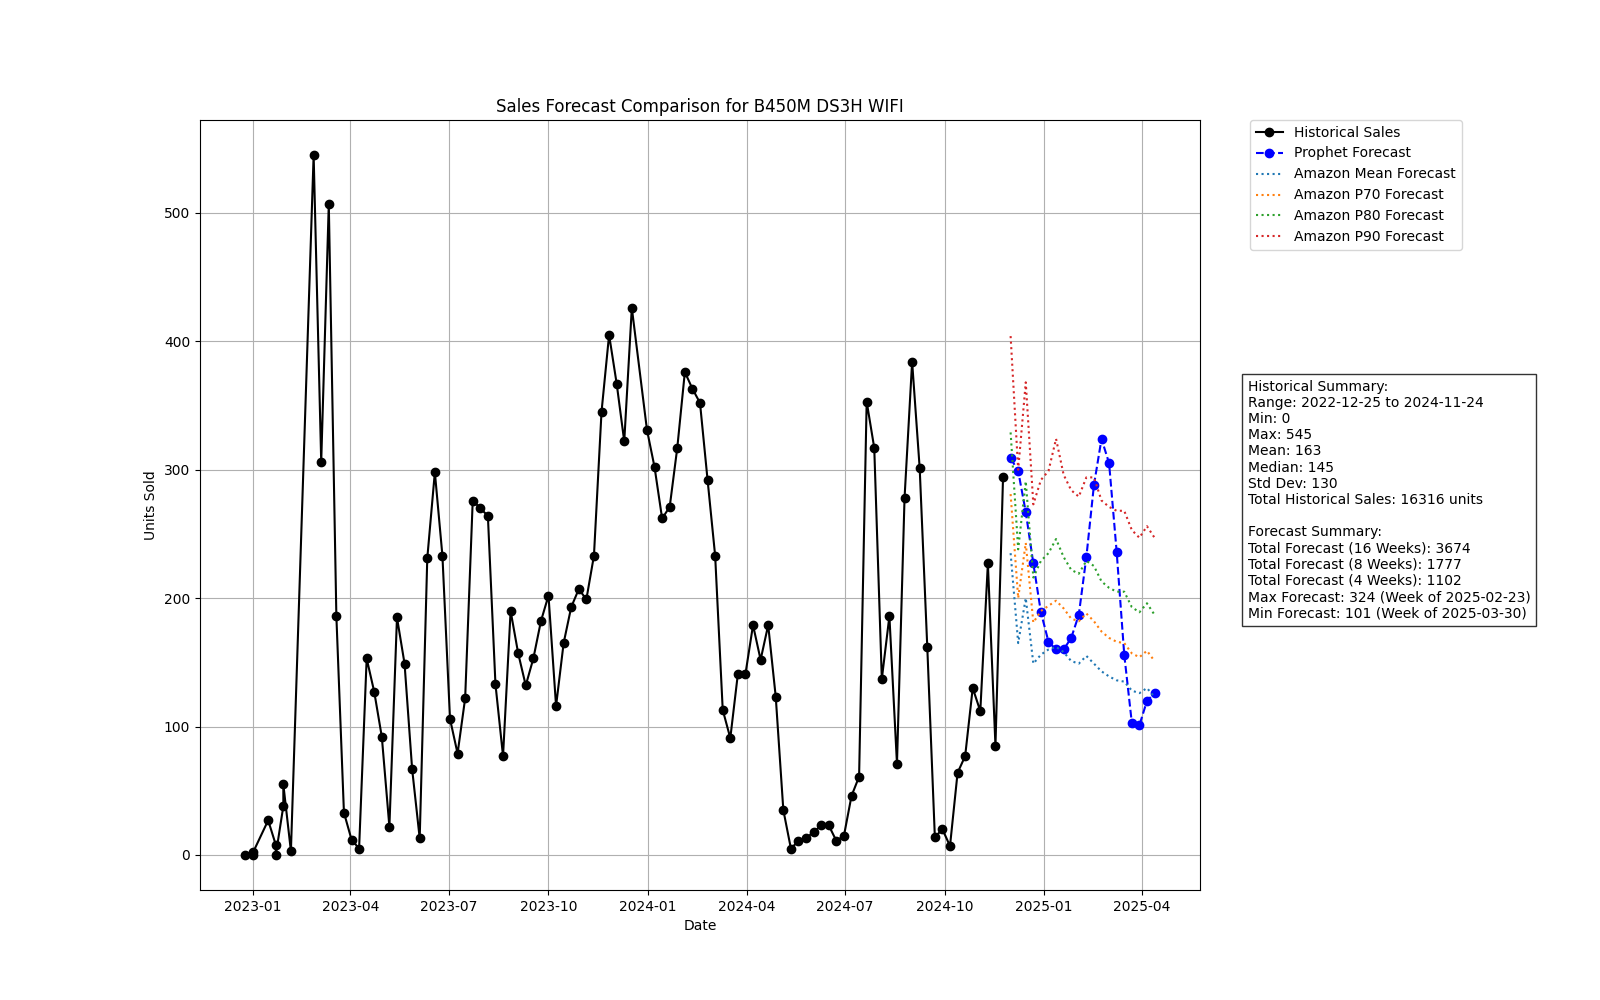 Sales Forecast Comparison for B450M DS3H WIFI
Units Sold
500
400
300
200
100
0
2023-01 2023-04 2023-07 2023-10 2024-01 2024-04 2024-07 2024-10 2025-01 2025-04
Date
Historical Sales
Prophet Forecast
Amazon Mean Forecast
Amazon P70 Forecast
Amazon P80 Forecast
Amazon P90 Forecast
Historical Summary:
Range: 2022-12-25 to 2024-11-24
Min: 0
Max: 545
Mean: 163
Median: 145
Std Dev: 130
Total Historical Sales: 16316 units
Forecast Summary:
Total Forecast (16 Weeks): 3674
Total Forecast (8 Weeks): 1777
Total Forecast (4 Weeks): 1102
Max Forecast: 324 (Week of 2025-02-23)
Min Forecast: 101 (Week of 2025-03-30)